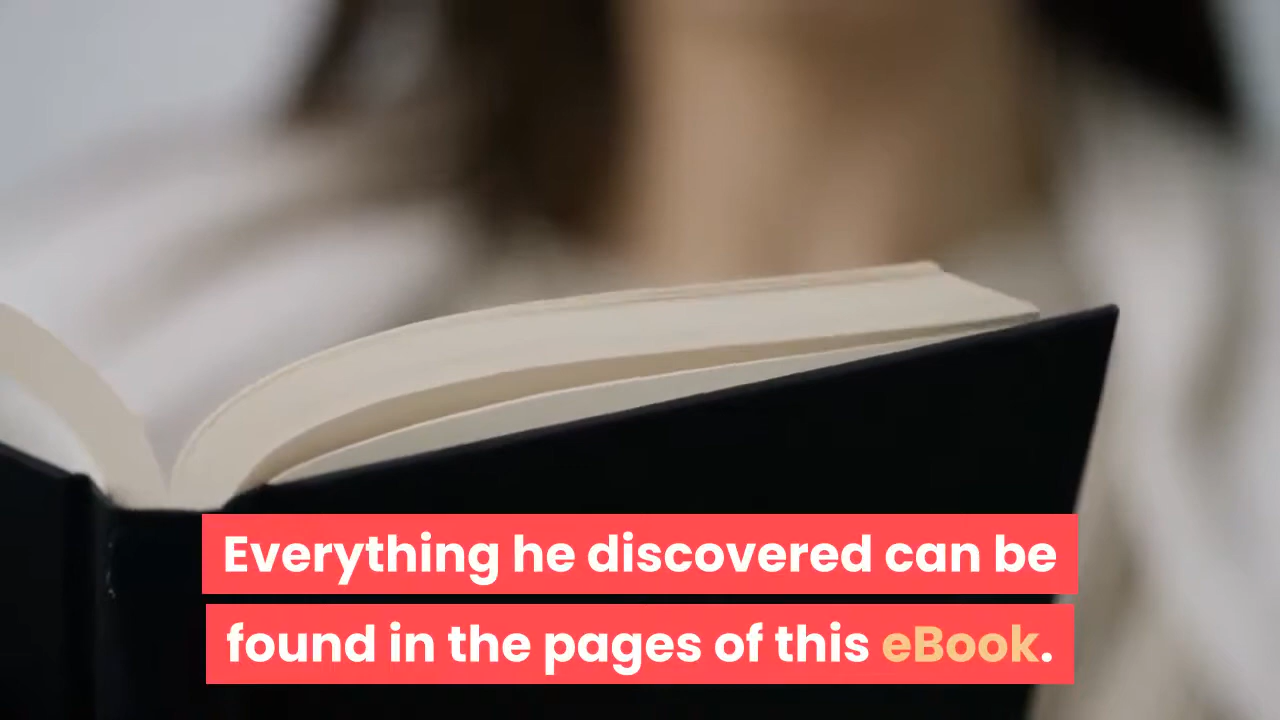 Everything he discovered can be
found in the pages of this eBook.